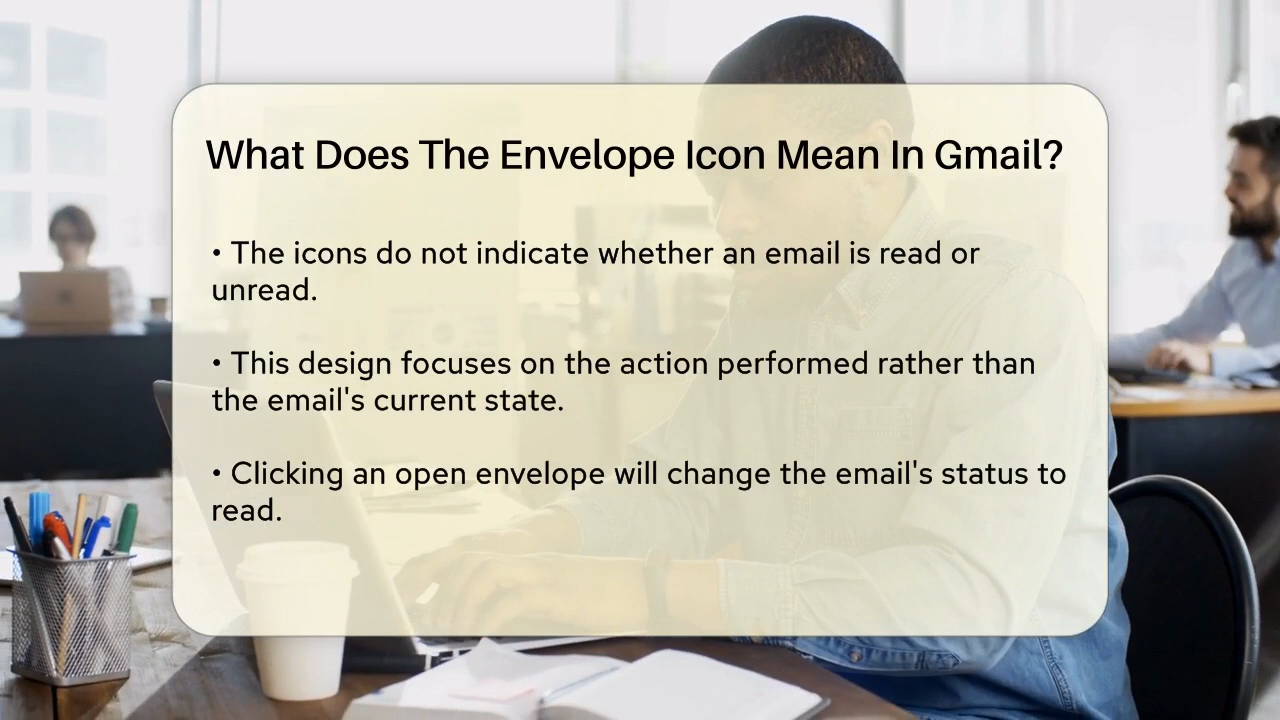 What Does The Envelope Icon Mean In Gmail?
• The icons do not indicate whether an email is read or
unread.
• This design focuses on the action performed rather than
the email's current state.
• Clicking an open envelope will change the email's status to
read.